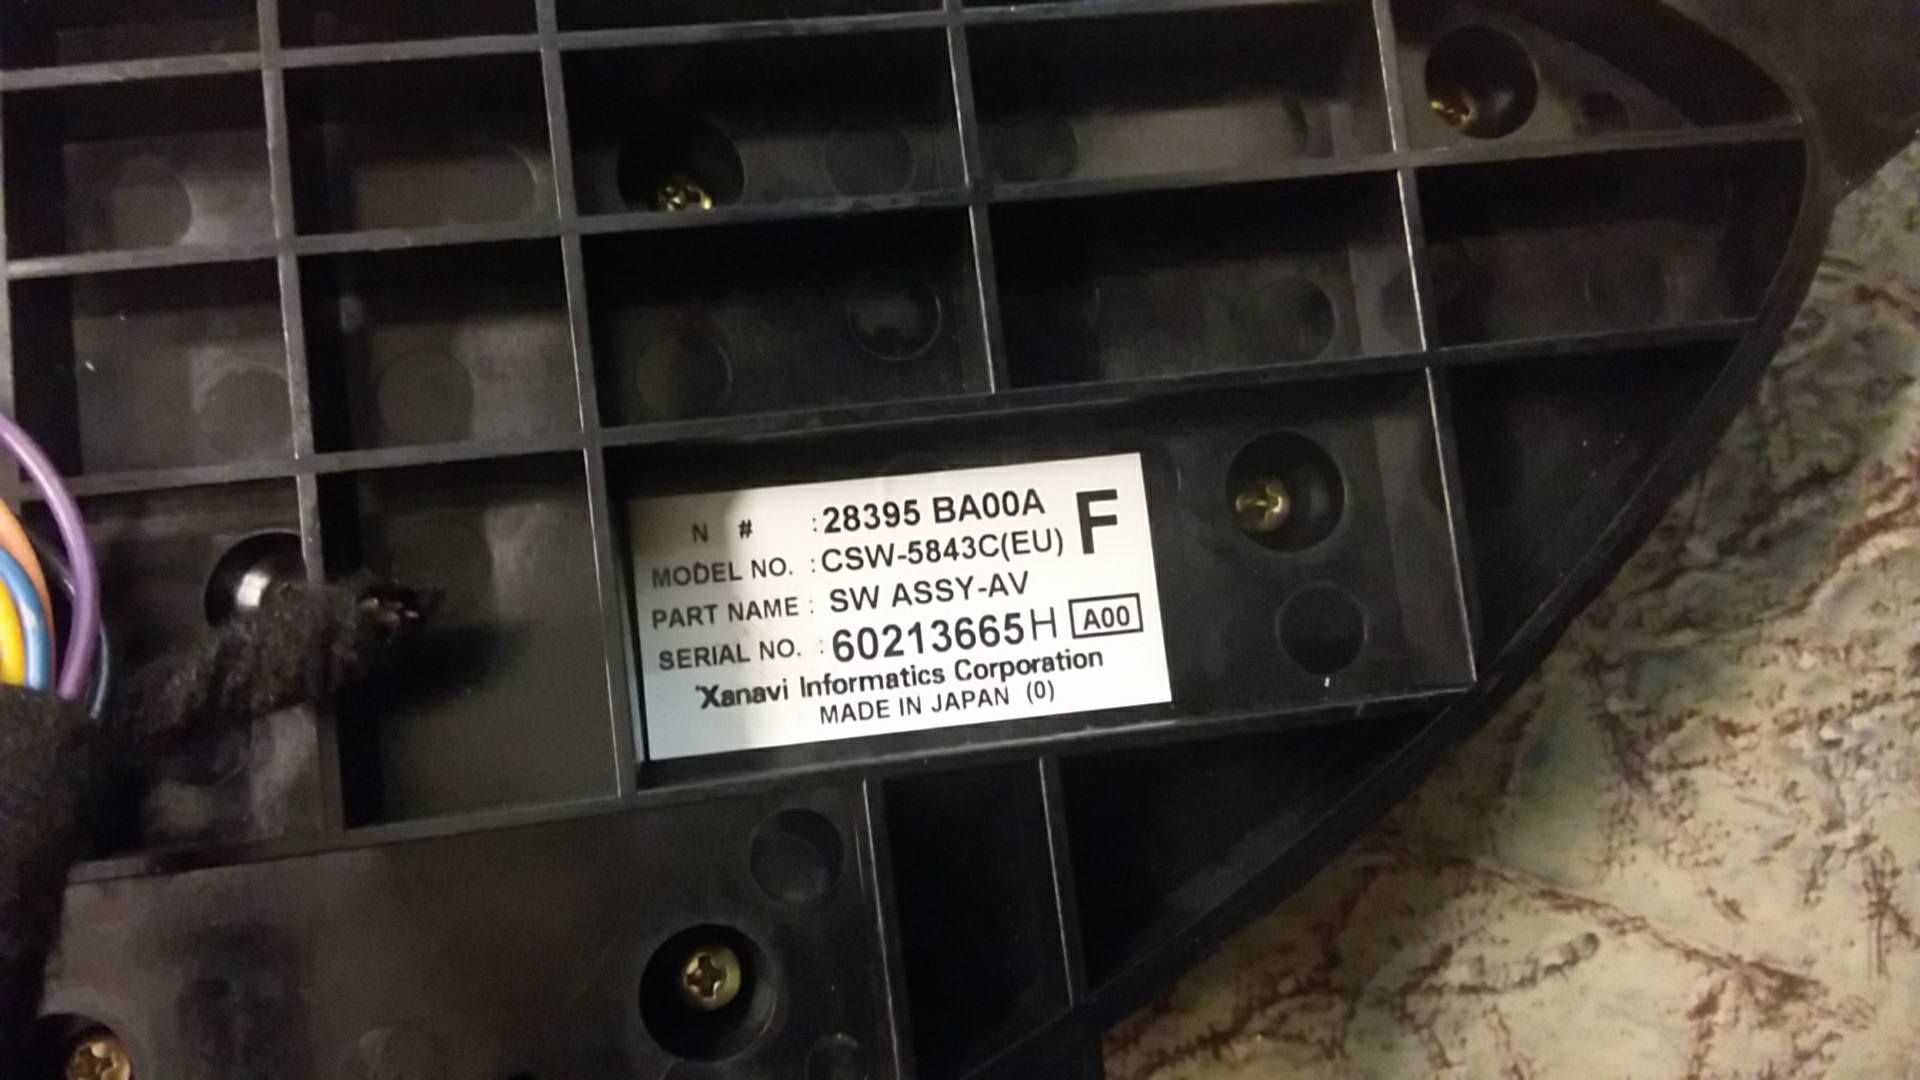 N # : 28395 BA00A F
MODEL NO. : CSW-5843C(EU)
PART NAME : SW ASSY-AV
SERIAL NO. : 60213665H A00
Xanavi Informatics Corporation
MADE IN JAPAN (0)